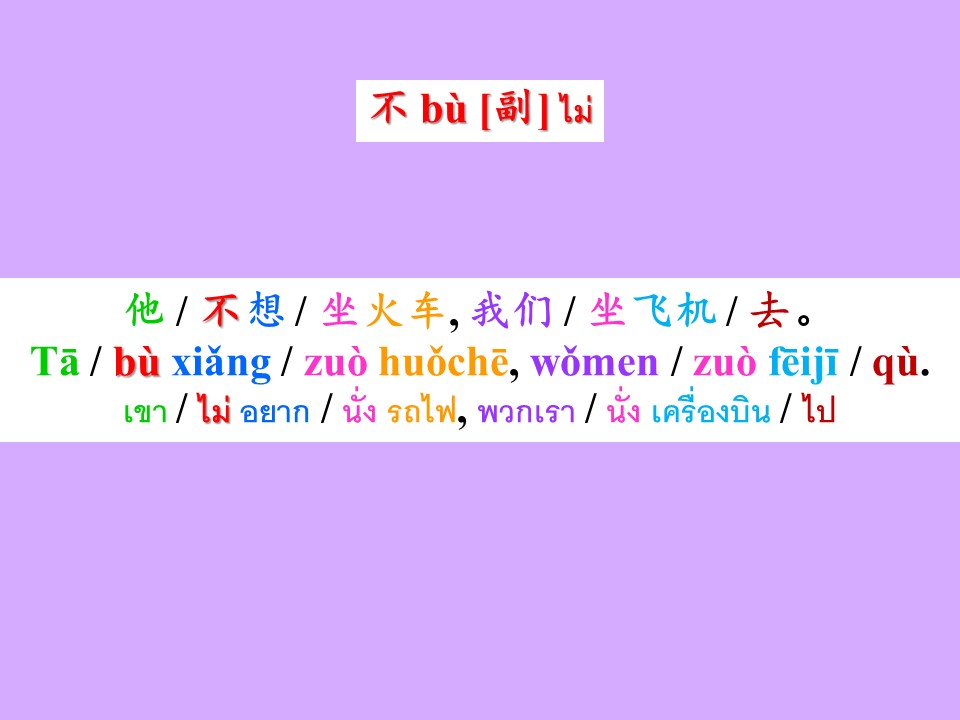 不 bù [副] ไม่
他 / 不想 / 坐火车, 我们 / 坐飞机 / 去。
Tā / bù xiǎng / zuò huǒchē, wǒmen / zuò fēijī / qù.
เขา / ไม่ อยาก / นั่ง รถไฟ, พวกเรา / นั่ง เครื่องบิน / ไป